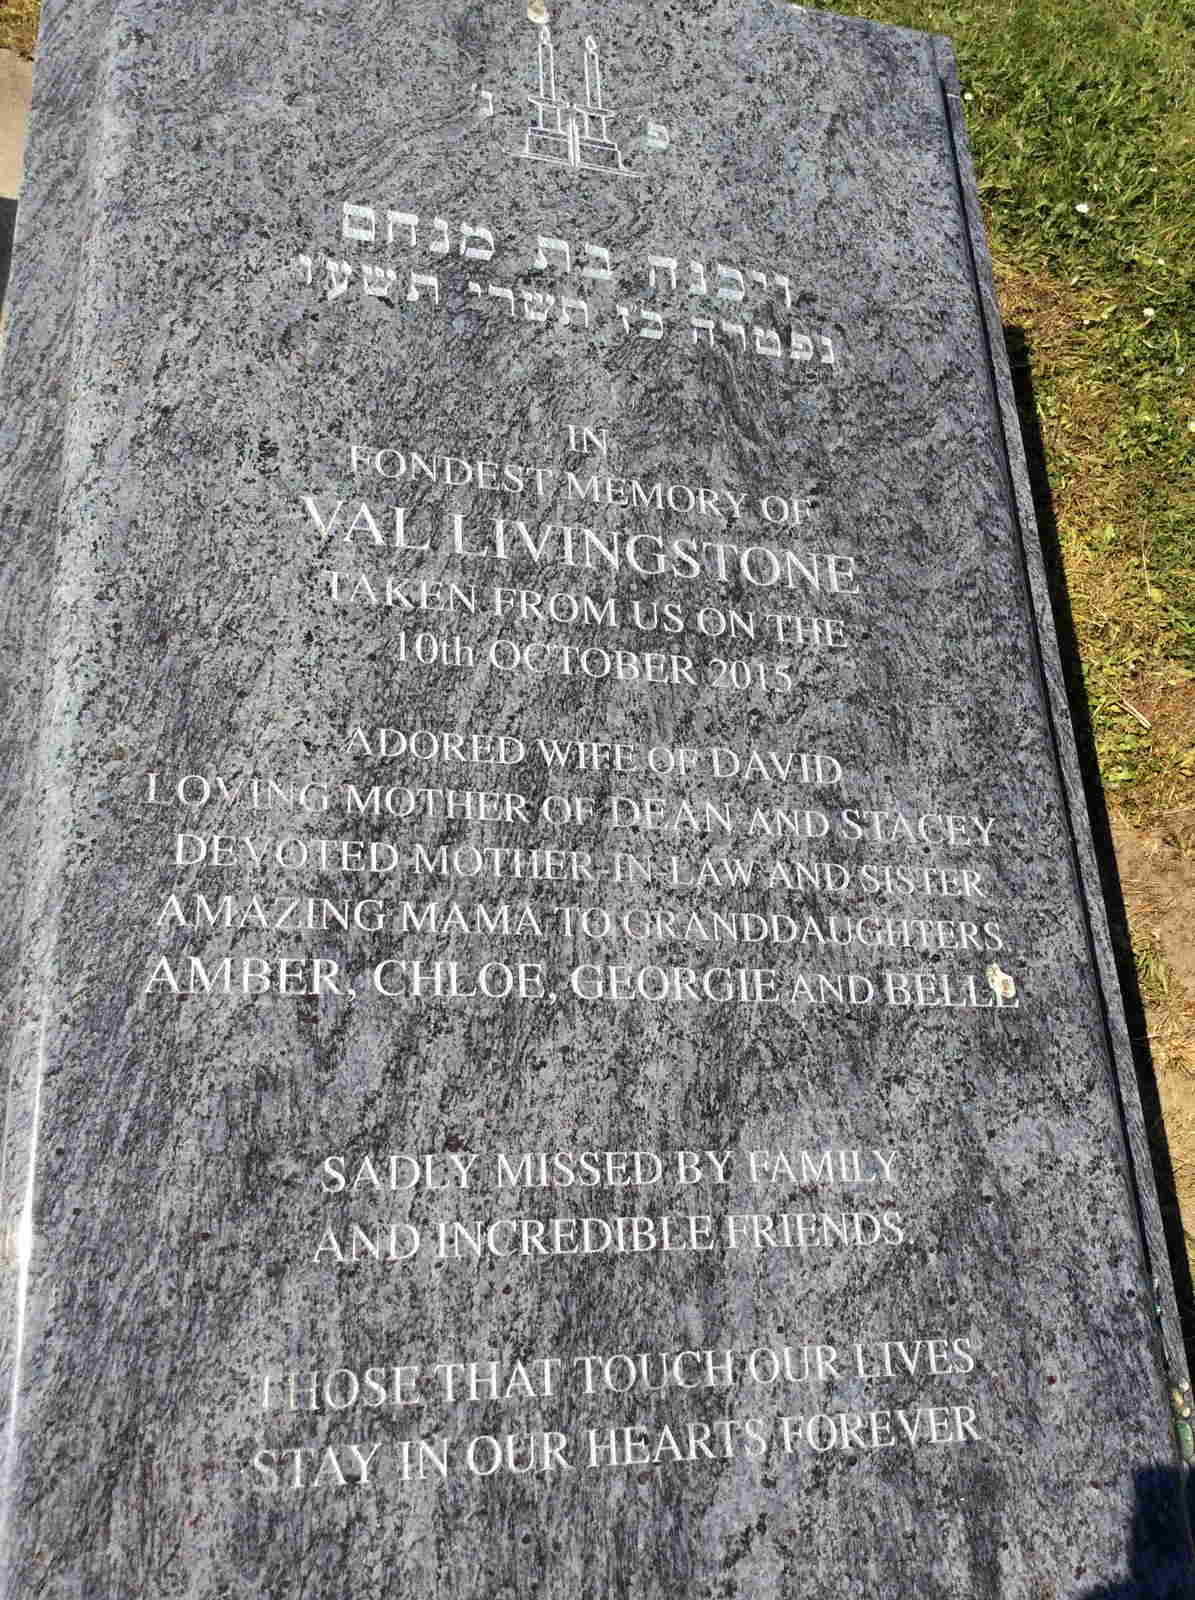 פ' נ'
ויכנה בת מנחם
נפטרה כ"ז תשרי תשע"ו
IN
FONDEST MEMORY OF
VAL LIVINGSTONE
TAKEN FROM US ON THE
10th OCTOBER 2015
ADORED WIFE OF DAVID
LOVING MOTHER OF DEAN AND STACEY
DEVOTED MOTHER-IN-LAW AND SISTER
AMAZING MAMA TO GRANDDAUGHTERS
AMBER, CHLOE, GEORGIE AND BELLE
SADLY MISSED BY FAMILY
AND INCREDIBLE FRIENDS.
THOSE THAT TOUCH OUR LIVES
STAY IN OUR HEARTS FOREVER